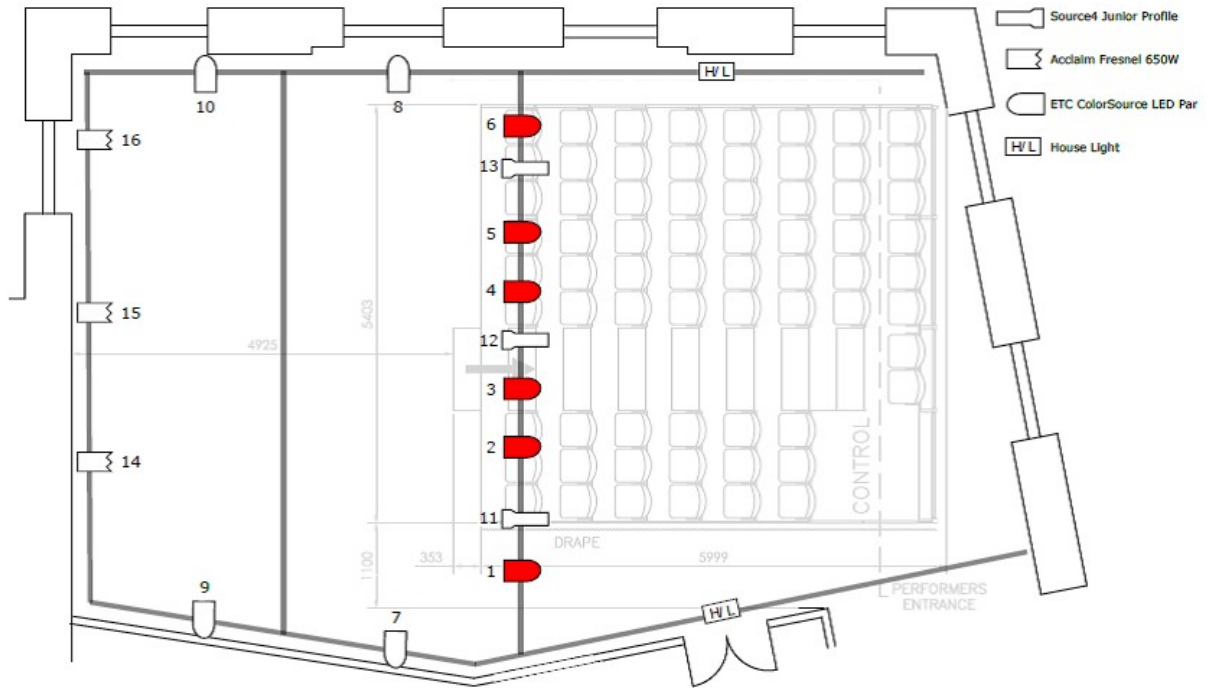 Source4 Junior Profile
Acclaim Fresnel 650W
ETC ColorSource LED Par
H/L House Light
10
8
H/L
16
6
13
5
4
15
5403
12
4925
3
2
14
CONTROL
11
DRAPE
1100
353
5999
1
PERFORMERS
ENTRANCE
9
7
H/L